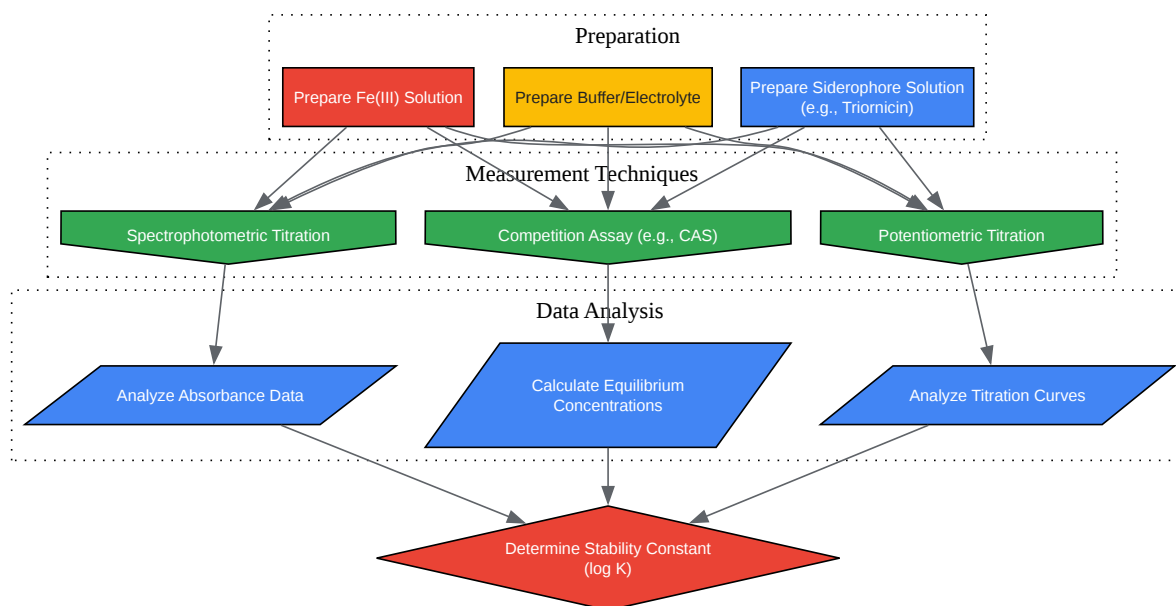 Preparation
Prepare Fe(III) Solution
Prepare Buffer/Electrolyte
Prepare Siderophore Solution
(e.g., Triornicin)
Measurement Techniques
Spectrophotometric Titration
Competition Assay (e.g., CAS)
Potentiometric Titration
Data Analysis
Analyze Absorbance Data
Calculate Equilibrium
Concentrations
Analyze Titration Curves
Determine Stability Constant
(log K)